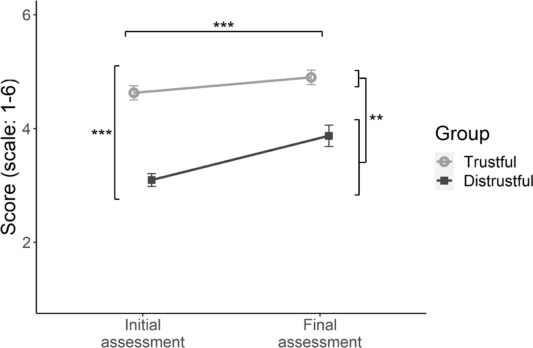 6
***
4
***
**
2
Score (scale: 1-6)
Group
Trustful
Distrustful
Initial
assessment
Final
assessment